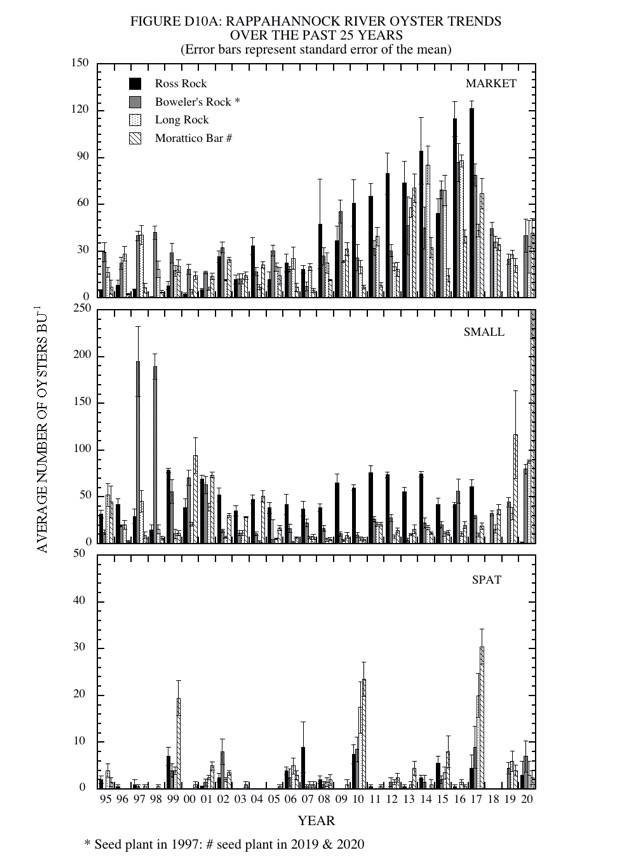 FIGURE D10A: RAPPAHANNOCK RIVER OYSTER TRENDS
OVER THE PAST 25 YEARS
(Error bars represent standard error of the mean)
150
120
90
60
30
0
MARKET
Ross Rock
Boweler's Rock *
Long Rock
Morattico Bar #
AVERAGE NUMBER OF OYSTERS BU-1
250
200
150
100
50
0
SMALL
50
40
30
20
10
0
SPAT
95 96 97 98 99 00 01 02 03 04 05 06 07 08 09 10 11 12 13 14 15 16 17 18 19 20
YEAR
* Seed plant in 1997: # seed plant in 2019 & 2020